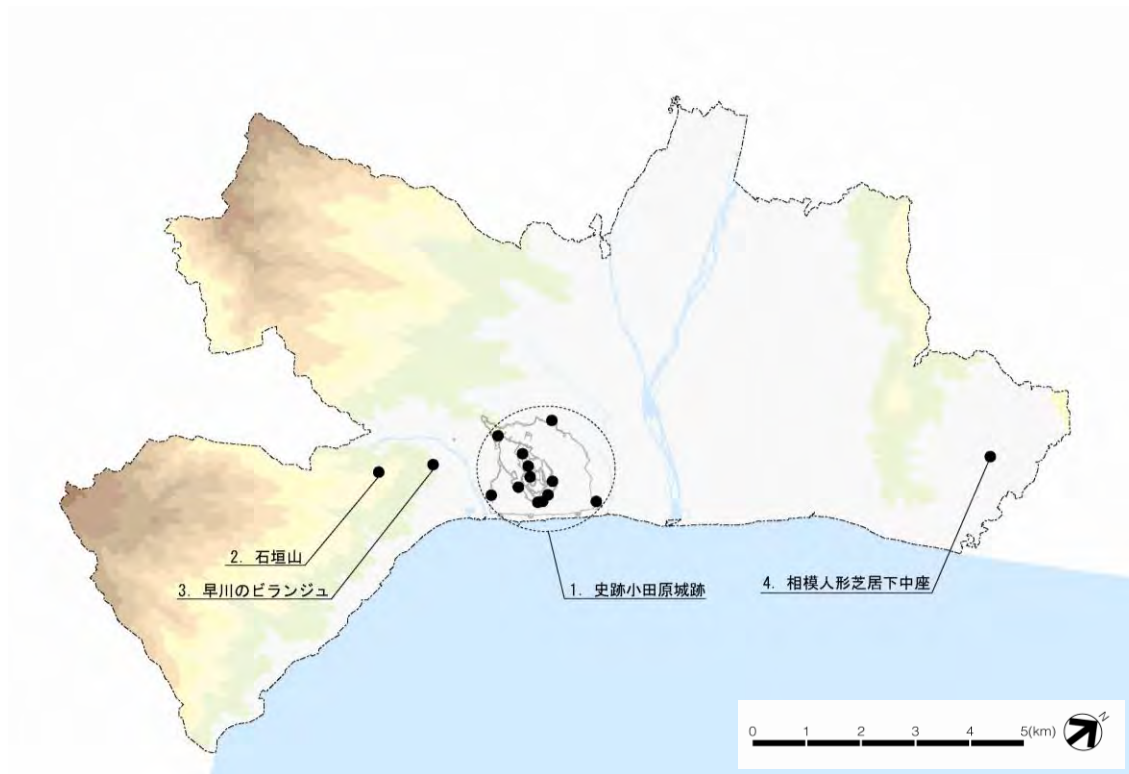 2. 石垣山
3. 早川のビランジュ
1. 史跡小田原城跡
4. 相模人形芝居下中座
0 1 2 3 4 5(km)
N